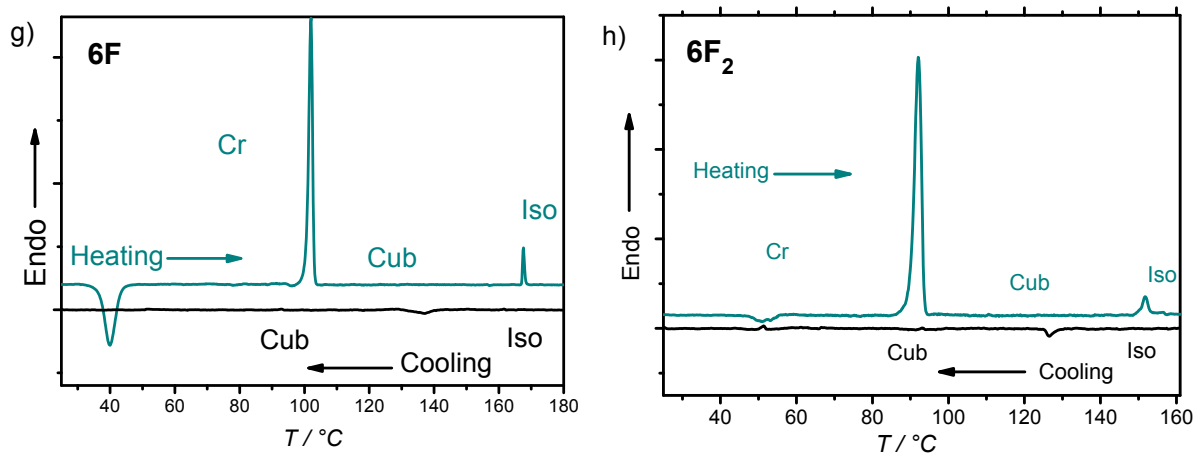 g)
6F
Cr
Iso
Heating
Cub
Endo
Cub
Iso
Cooling
40 60 80 100 120 140 160 180
T / °C
h)
6F₂
Heating
Cr
Cub
Iso
Endo
Cub
Iso
Cooling
40 60 80 100 120 140 160
T / °C